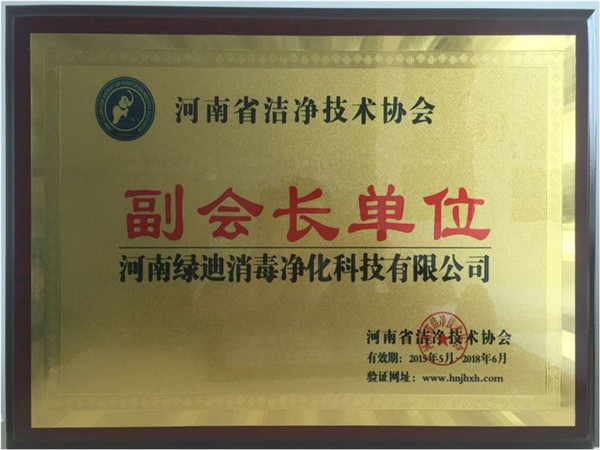 河南省洁净技术协会
副会长单位
河南绿迪消毒净化科技有限公司
河南省洁净技术协会
有效期：2015年5月-2018年6月
验证网址：www.hnjhxh.com